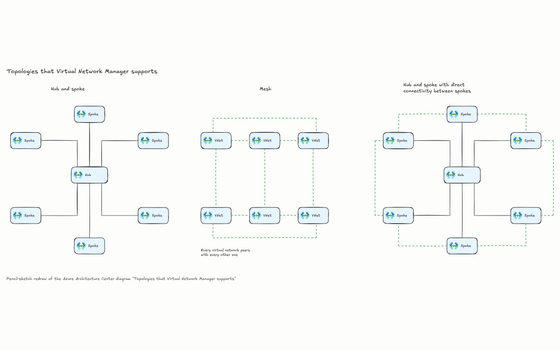 Topologies that Virtual Network Manager supports
Hub and spoke
Mesh
Hub and spoke with direct
connectivity between spokes
Spoke
Spoke
Spoke
Hub
Spoke
Spoke
Spoke
VNet
VNet
VNet
VNet
VNet
VNet
Every virtual network peers
with every other one
Spoke
Spoke
Spoke
Hub
Spoke
Spoke
Spoke
Pencil-sketch redraw of the Azure Architecture Center diagram "Topologies that Virtual Network Manager supports".